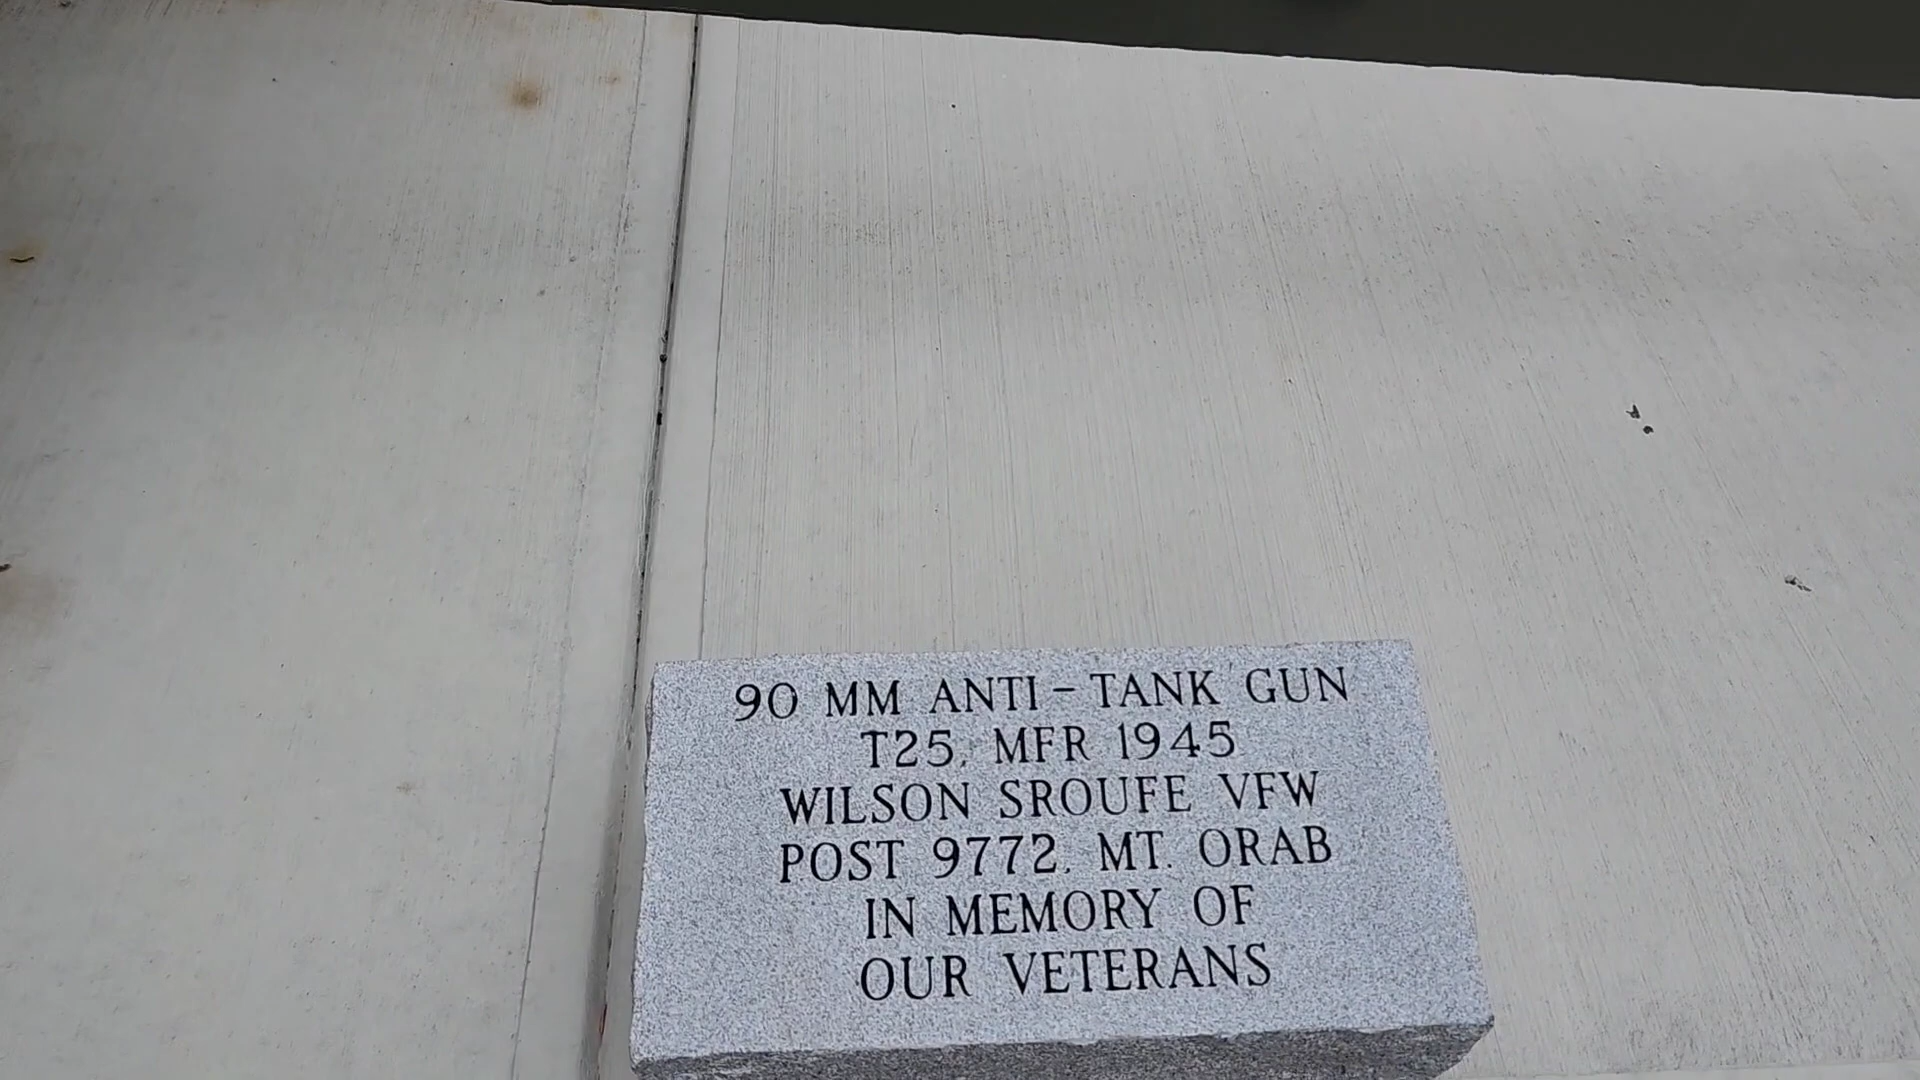 90 MM ANTI-TANK GUN
T25, MFR 1945
WILSON SROUFE VFW
POST 9772, MT. ORAB
IN MEMORY OF
OUR VETERANS